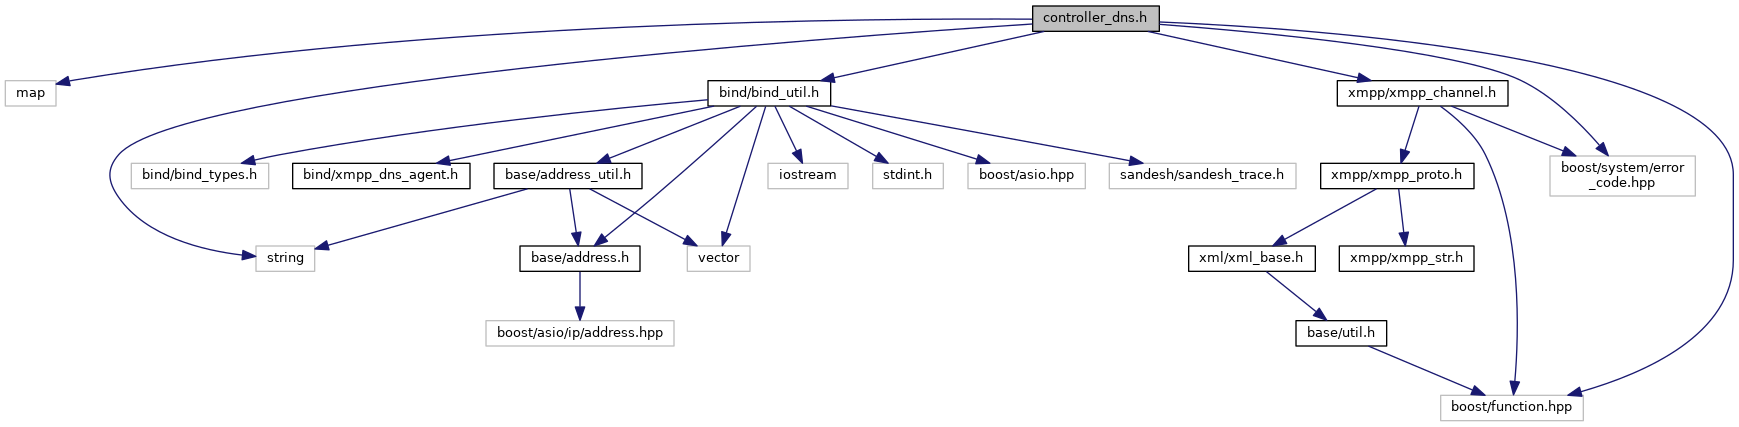 controller_dns.h
map
bind/bind_util.h
xmpp/xmpp_channel.h
bind/bind_types.h
bind/xmpp_dns_agent.h
base/address_util.h
iostream
stdint.h
boost/asio.hpp
sandesh/sandesh_trace.h
xmpp/xmpp_proto.h
boost/system/error
_code.hpp
string
base/address.h
vector
xml/xml_base.h
xmpp/xmpp_str.h
boost/asio/ip/address.hpp
base/util.h
boost/function.hpp